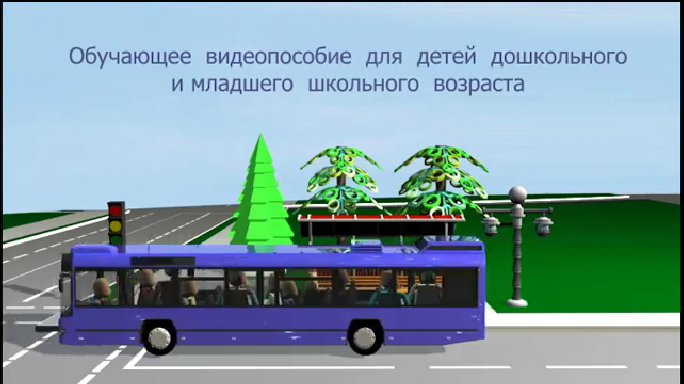 Обучающее видеопособие для детей дошкольного
и младшего школьного возраста